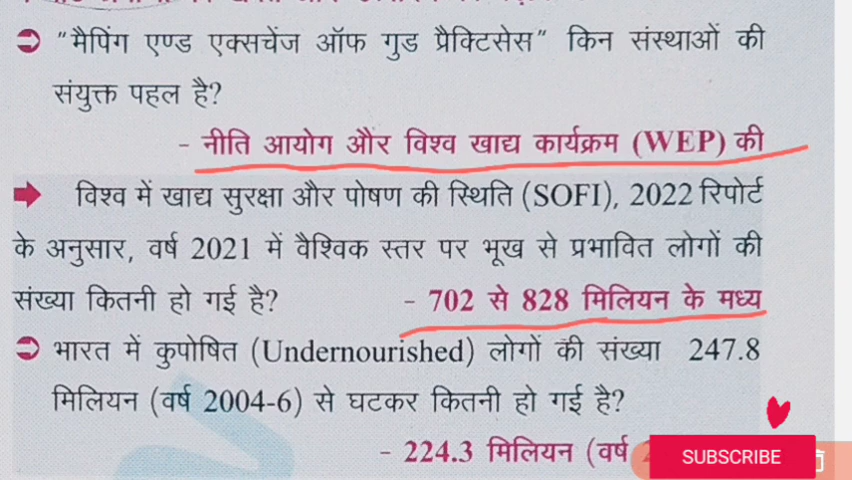 ⊃ "मैपिंग एण्ड एक्सचेंज ऑफ गुड प्रैक्टिसेस" किन संस्थाओं की
संयुक्त पहल है?
- नीति आयोग और विश्व खाद्य कार्यक्रम (WEP) की
➡ विश्व में खाद्य सुरक्षा और पोषण की स्थिति (SOFI), 2022 रिपोर्ट
के अनुसार, वर्ष 2021 में वैश्विक स्तर पर भूख से प्रभावित लोगों की
संख्या कितनी हो गई है? - 702 से 828 मिलियन के मध्य
⊃ भारत में कुपोषित (Undernourished) लोगों की संख्या 247.8
मिलियन (वर्ष 2004-6) से घटकर कितनी हो गई है?
- 224.3 मिलियन (वर्ष
SUBSCRIBE